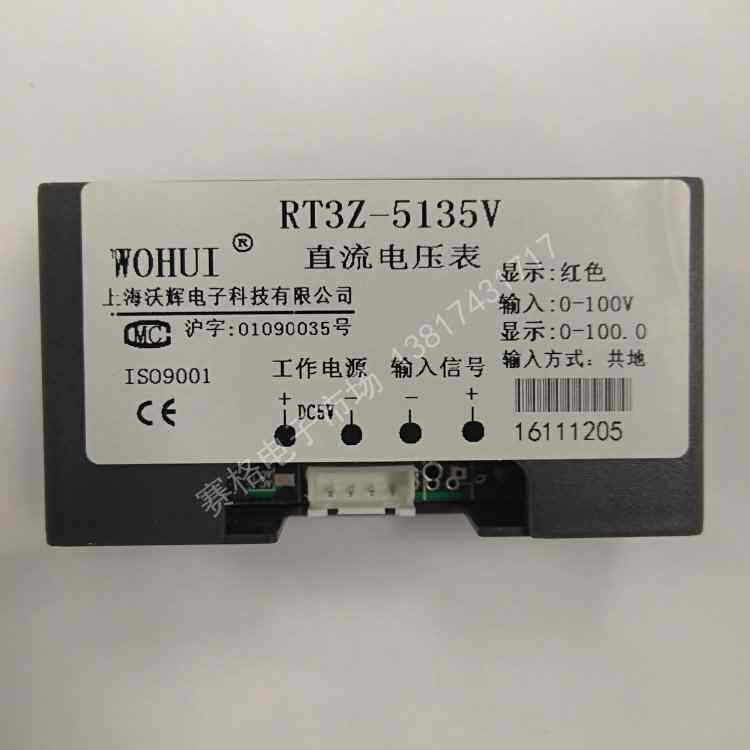 RT3Z-5135V
WOHUI®
直流电压表
上海沃辉电子科技有限公司
MC 沪字:01090035号
ISO9001
CE
显示:红色
输入:0-100V
显示:0-100.0
输入方式: 共地
工作电源 输入信号
+ DC5V - - +
16111205
赛格电子市场 13817431717